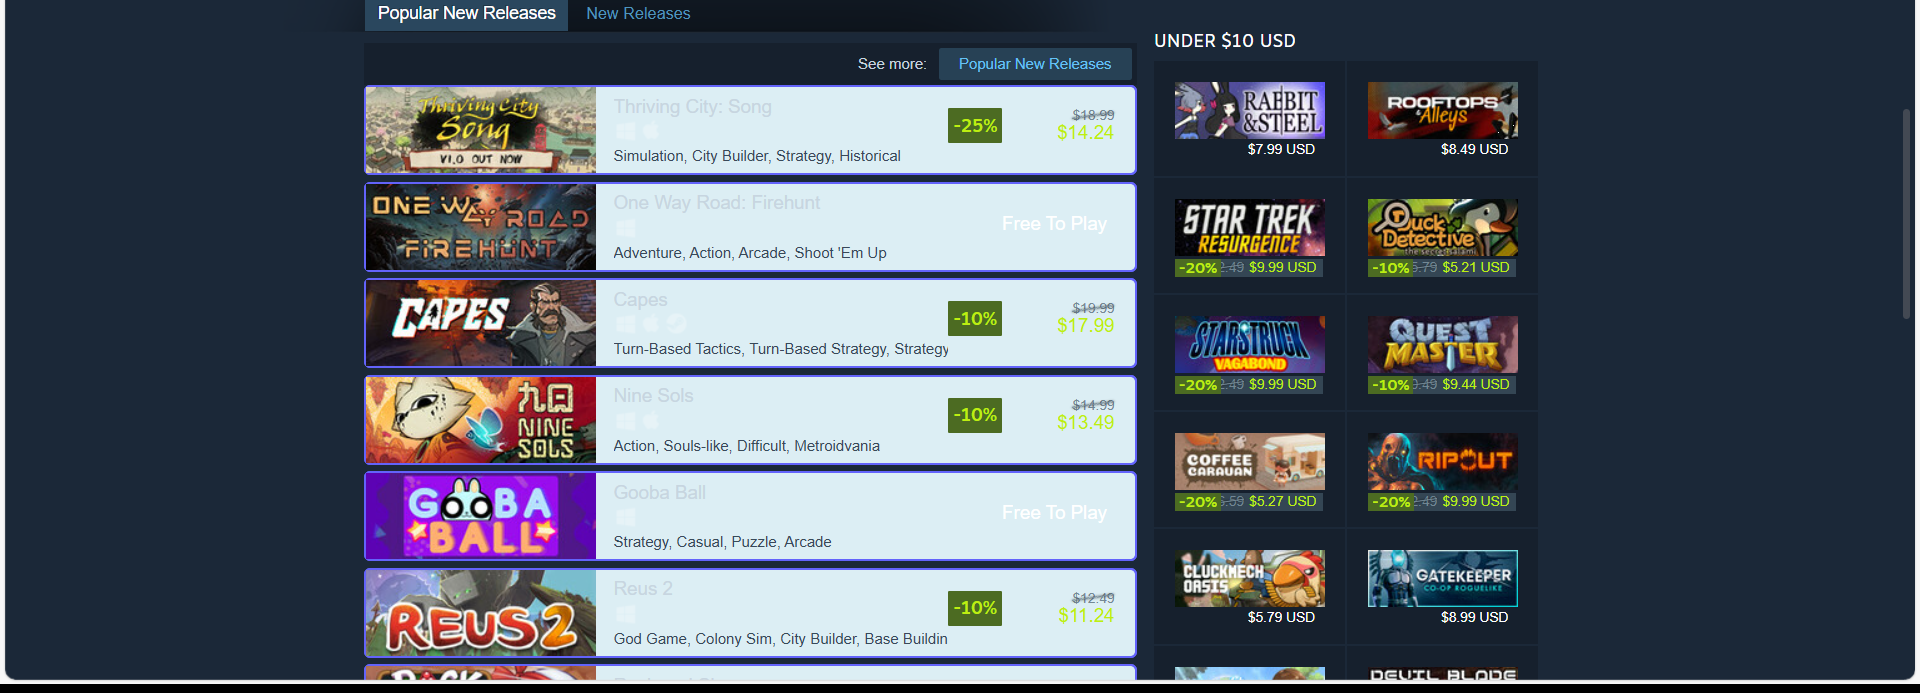 Popular New Releases
New Releases
See more:
Popular New Releases
Thriving City
Song
V1.0 OUT NOW
Thriving City: Song
Simulation, City Builder, Strategy, Historical
-25%
$18.99
$14.24
ONE WAY ROAD
FIREHUNT
One Way Road: Firehunt
Adventure, Action, Arcade, Shoot 'Em Up
Free To Play
CAPES
Capes
Turn-Based Tactics, Turn-Based Strategy, Strategy
-10%
$19.99
$17.99
九日
NINE
SOLS
Nine Sols
Action, Souls-like, Difficult, Metroidvania
-10%
$14.99
$13.49
GOOBA
BALL
Gooba Ball
Strategy, Casual, Puzzle, Arcade
Free To Play
REUS 2
Reus 2
God Game, Colony Sim, City Builder, Base Buildin
-10%
$12.49
$11.24
UNDER $10 USD
RABBIT
&STEEL
$7.99 USD
ROOFTOPS
& Alleys
$8.49 USD
STAR TREK
RESURGENCE
-20% 2.49 $9.99 USD
Duck
Detective
-10% 5.79 $5.21 USD
STARSTRUCK
VAGABOND
-20% 2.49 $9.99 USD
QUEST
MASTER
-10% 0.49 $9.44 USD
COFFEE
CARAVAN
-20% 6.59 $5.27 USD
RIPOUT
-20% 2.49 $9.99 USD
CLUCKMECH
OASIS
$5.79 USD
GATEKEEPER
CO-OP ROGUELIKE
$8.99 USD
DEVIL BLADE